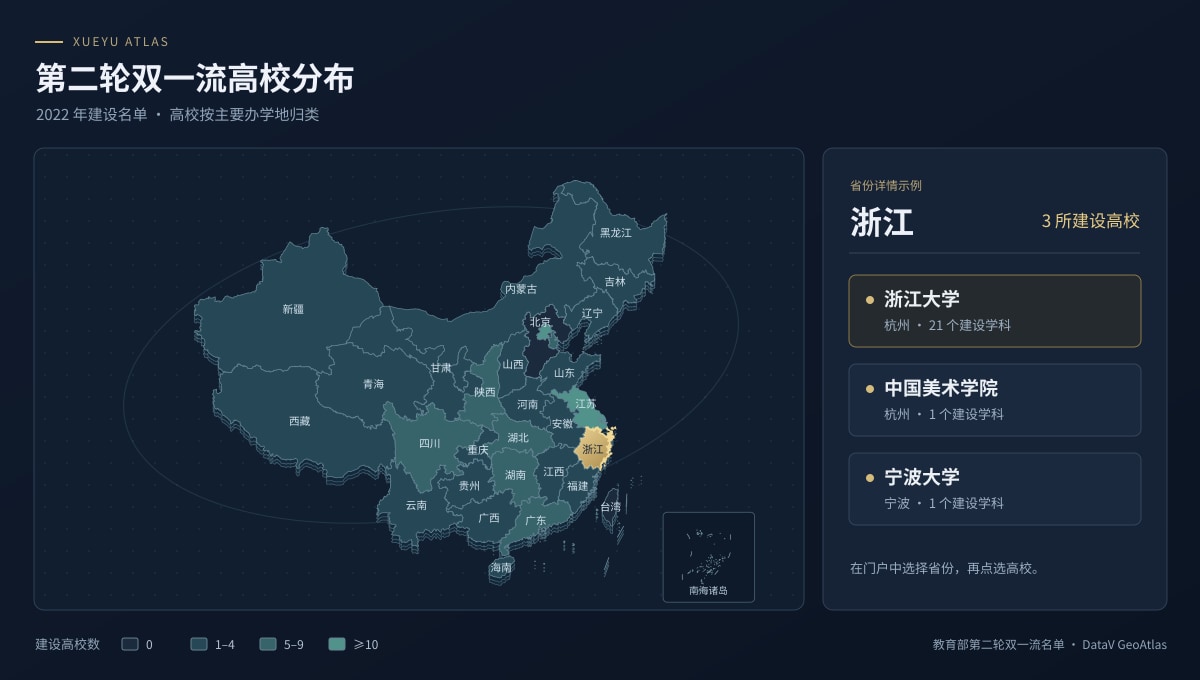 XUEYU ATLAS
第二轮双一流高校分布
2022 年建设名单 · 高校按主要办学地归类
黑龙江
吉林
内蒙古
新疆
辽宁
北京
山西
甘肃
山东
青海
陕西
河南
江苏
西藏
安徽
四川
湖北
重庆
浙江
江西
湖南
贵州
福建
云南
台湾
广西
广东
海南
南海诸岛
省份详情示例
浙江
3 所建设高校
浙江大学
杭州 · 21 个建设学科
中国美术学院
杭州 · 1 个建设学科
宁波大学
宁波 · 1 个建设学科
在门户中选择省份，再点选高校。
建设高校数 0 1–4 5–9 ≥10
教育部第二轮双一流名单 · DataV GeoAtlas